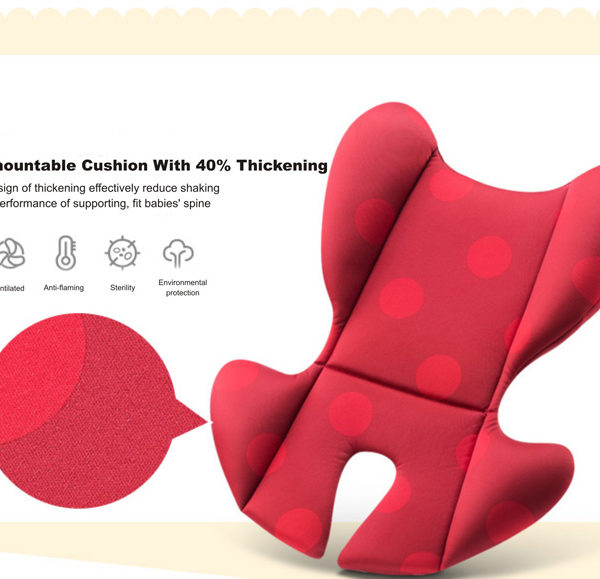 mountable Cushion With 40% Thickening
sign of thickening effectively reduce shaking
erformance of supporting, fit babies' spine
ntilated
Anti-flaming
Sterility
Environmental
protection